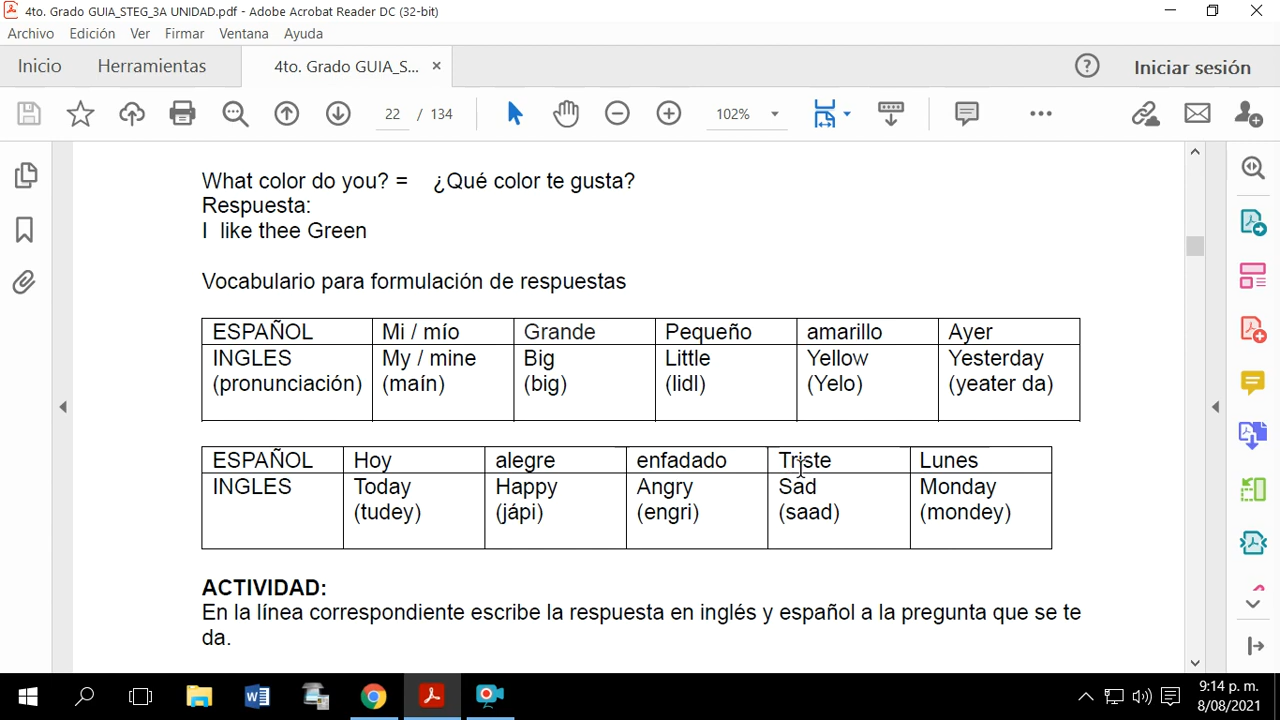 4to. Grado GUIA_STEG_3A UNIDAD.pdf - Adobe Acrobat Reader DC (32-bit)
Archivo Edición Ver Firmar Ventana Ayuda
Inicio Herramientas 4to. Grado GUIA_S... × Iniciar sesión
22 / 134 102%
What color do you? = ¿Qué color te gusta?
Respuesta:
I like thee Green
Vocabulario para formulación de respuestas
ESPAÑOL Mi / mío Grande Pequeño amarillo Ayer
INGLES My / mine Big Little Yellow Yesterday
(pronunciación) (maín) (big) (lidl) (Yelo) (yeater da)
ESPAÑOL Hoy alegre enfadado Triste Lunes
INGLES Today Happy Angry Sad Monday
(tudey) (jápi) (engri) (saad) (mondey)
ACTIVIDAD:
En la línea correspondiente escribe la respuesta en inglés y español a la pregunta que se te
da.
9:14 p. m.
8/08/2021